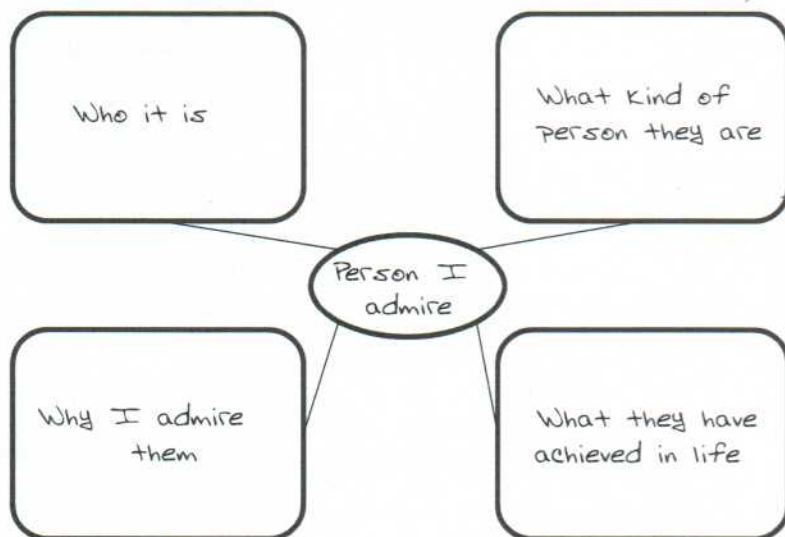 Who it is
What kind of
person they are
Person I
admire
Why I admire
them
What they have
achieved in life